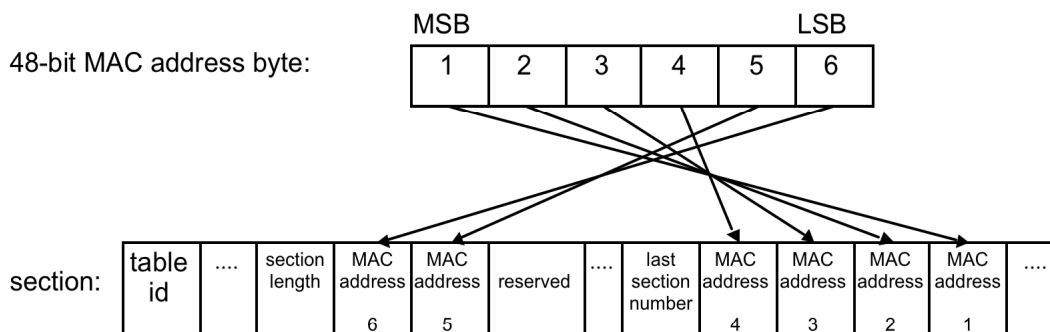 MSB LSB
48-bit MAC address byte: 1 2 3 4 5 6
section:
table
id
....
section
length
MAC
address
6
MAC
address
5
reserved
....
last
section
number
MAC
address
4
MAC
address
3
MAC
address
2
MAC
address
1
....